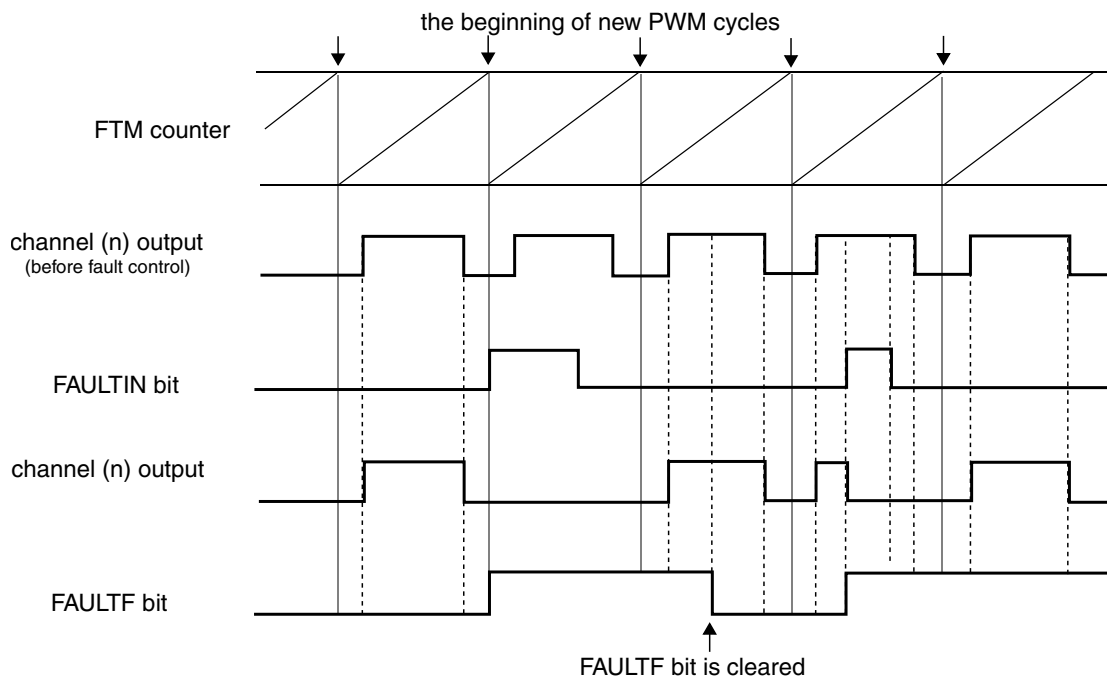 the beginning of new PWM cycles
FTM counter
channel (n) output
(before fault control)
FAULTIN bit
channel (n) output
FAULTF bit
FAULTF bit is cleared